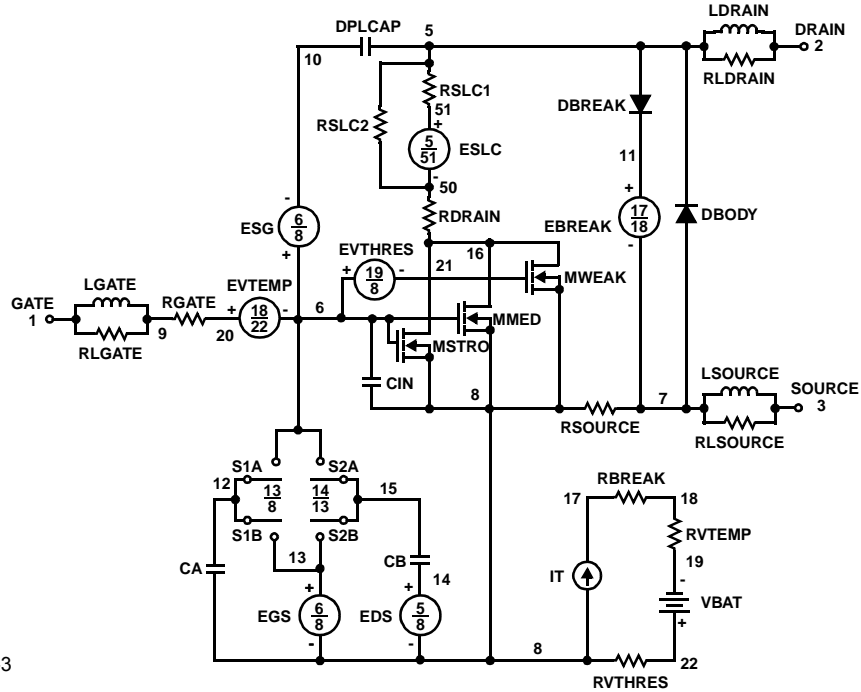 LDRAIN
DPLCAP 5 DRAIN
10 2
RSLC1 RLDRAIN
51 DBREAK
RSLC2 +
5
51 ESLC
11
-
50
- +
6
8 RDRAIN 17
18 DBODY
ESG EBREAK
+ EVTHRES 16 -
+ 19
8 - 21 MWEAK
LGATE EVTEMP
GATE RGATE + 18
22 - 6 MMED
1 9 20
RLGATE MSTRO
LSOURCE
CIN 8 7 SOURCE
3
RSOURCE
RLSOURCE
S1A S2A
12 13
8 14
13 15 RBREAK
17 18
S1B S2B RVTEMP
13 CB 19
CA IT -
+ + 14
VBAT
EGS 6
8 EDS 5
8 +
- - 8 22
RVTHRES
3